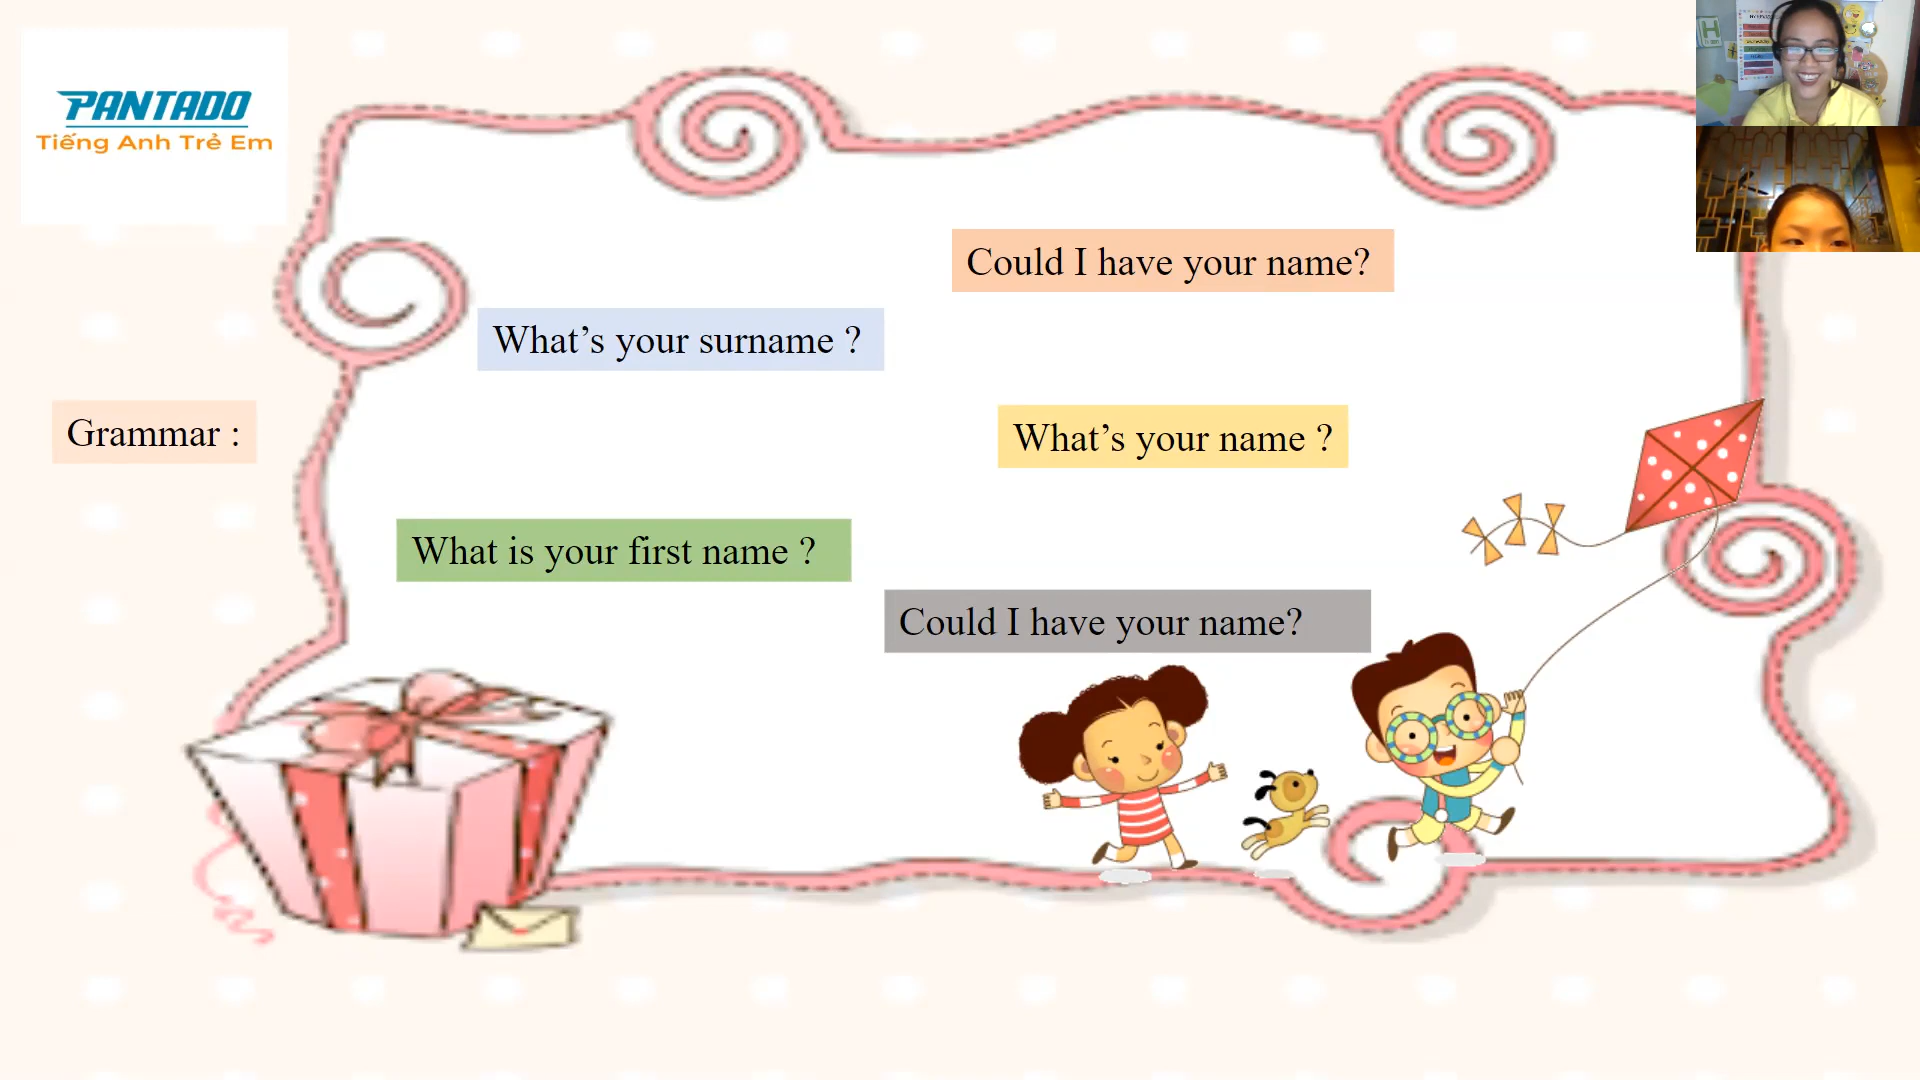 PANTADO
Tiếng Anh Trẻ Em
Could I have your name?
What’s your surname ?
Grammar :
What’s your name ?
What is your first name ?
Could I have your name?